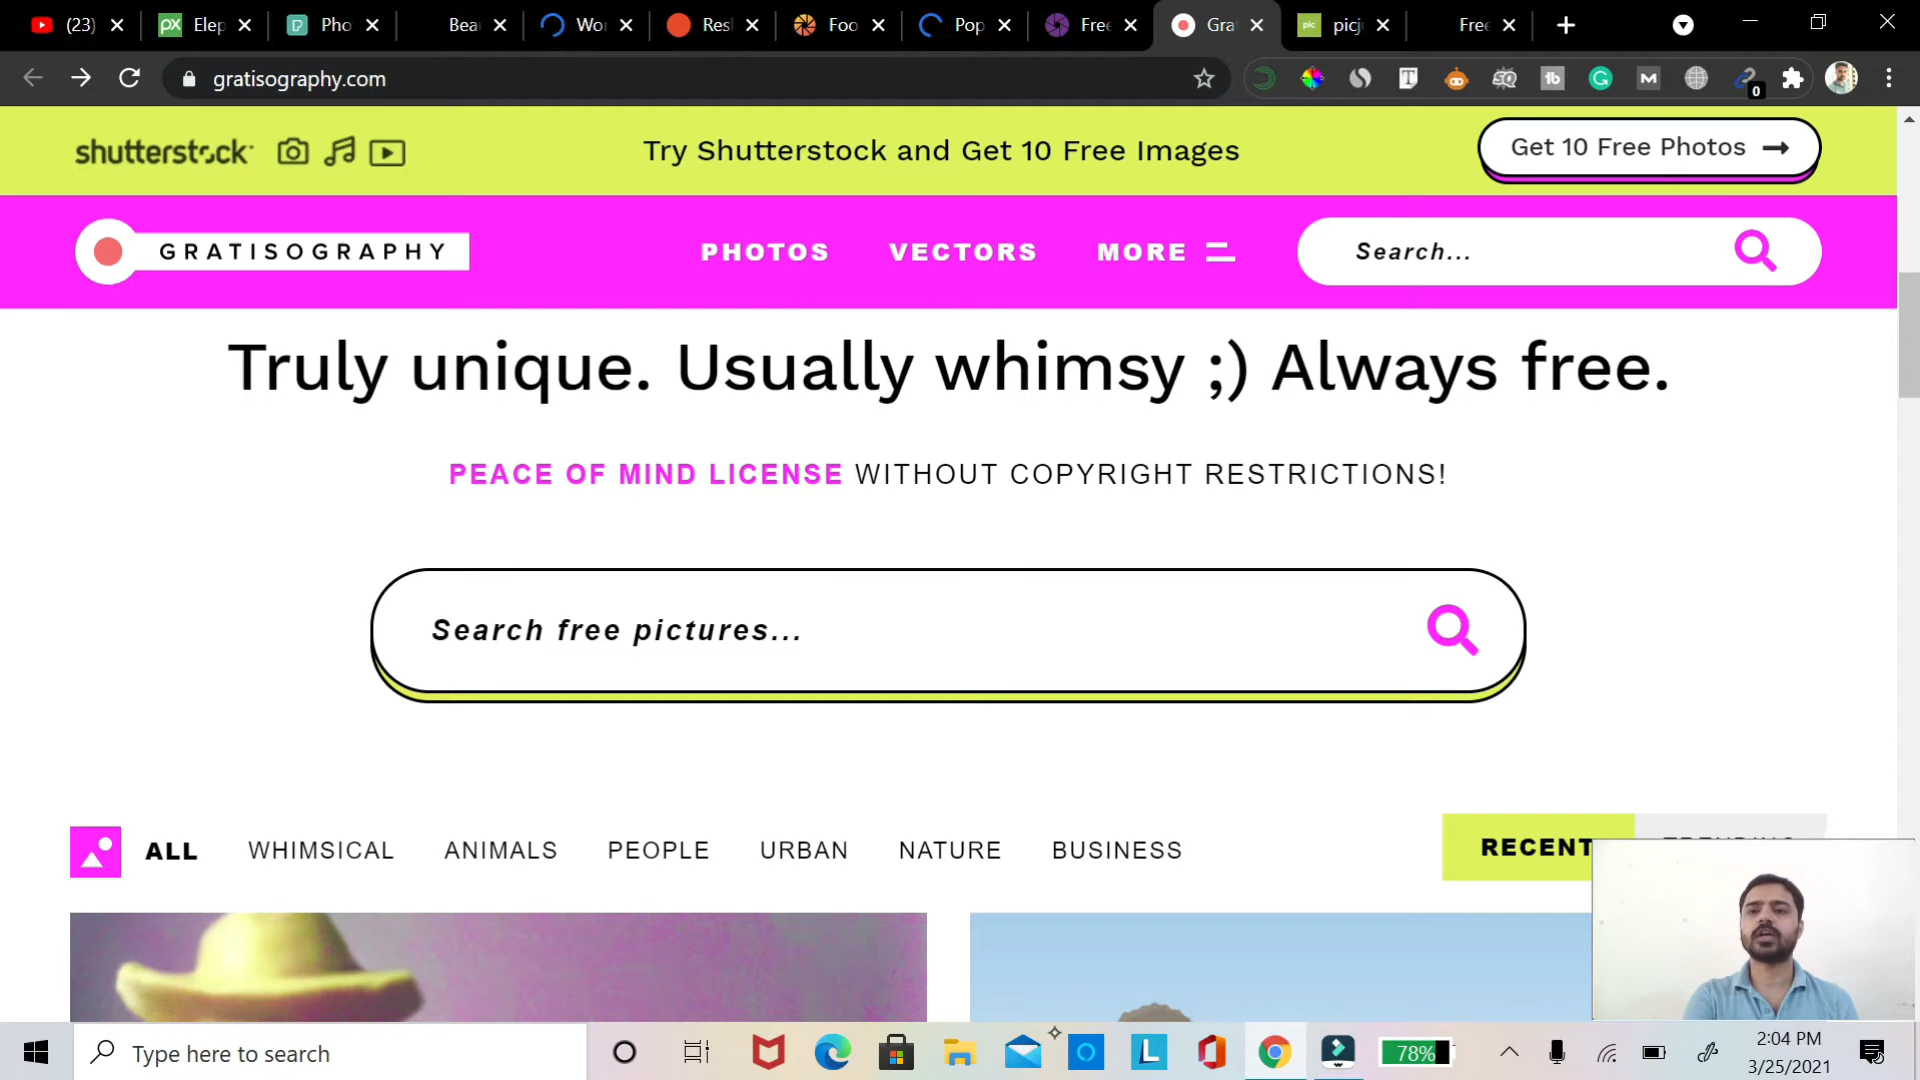 (23)
Elep
Pho
Bea
Wo
Res
Foo
Pop
Free
Gra
pic
picj
Free
gratisography.com
0
shutterstock
Try Shutterstock and Get 10 Free Images
Get 10 Free Photos
GRATISOGRAPHY
PHOTOS
VECTORS
MORE
Search...
Truly unique. Usually whimsy ;) Always free.
PEACE OF MIND LICENSE WITHOUT COPYRIGHT RESTRICTIONS!
Search free pictures...
ALL
WHIMSICAL
ANIMALS
PEOPLE
URBAN
NATURE
BUSINESS
RECENT
Type here to search
78%
2:04 PM
3/25/2021